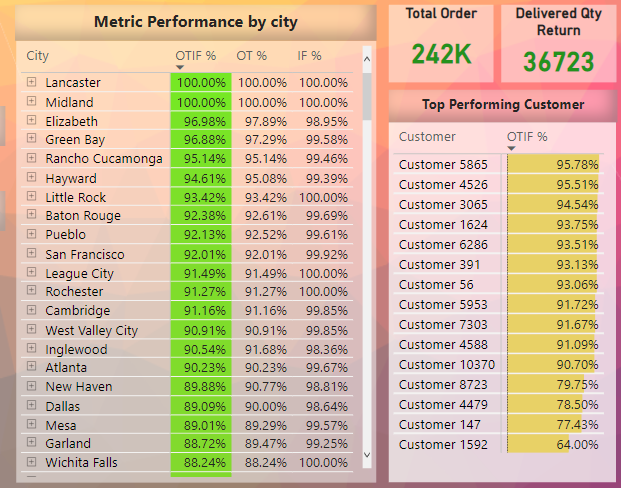 Metric Performance by city
City OTIF % OT % IF %
Lancaster 100.00% 100.00% 100.00%
Midland 100.00% 100.00% 100.00%
Elizabeth 96.98% 97.89% 98.95%
Green Bay 96.88% 97.29% 99.58%
Rancho Cucamonga 95.14% 95.14% 99.46%
Hayward 94.61% 95.08% 99.39%
Little Rock 93.42% 93.42% 100.00%
Baton Rouge 92.38% 92.61% 99.69%
Pueblo 92.13% 92.52% 99.61%
San Francisco 92.01% 92.01% 99.92%
League City 91.49% 91.49% 100.00%
Rochester 91.27% 91.27% 100.00%
Cambridge 91.16% 91.16% 99.85%
West Valley City 90.91% 90.91% 99.85%
Inglewood 90.54% 91.68% 98.36%
Atlanta 90.23% 90.23% 99.67%
New Haven 89.88% 90.77% 98.81%
Dallas 89.09% 90.00% 98.64%
Mesa 89.01% 89.29% 99.57%
Garland 88.72% 89.47% 99.25%
Wichita Falls 88.24% 88.24% 100.00%
Total Order
242K
Delivered Qty
Return
36723
Top Performing Customer
Customer OTIF %
Customer 5865 95.78%
Customer 4526 95.51%
Customer 3065 94.54%
Customer 1624 93.75%
Customer 6286 93.51%
Customer 391 93.13%
Customer 56 93.06%
Customer 5953 91.72%
Customer 7303 91.67%
Customer 4588 91.09%
Customer 10370 90.70%
Customer 8723 79.75%
Customer 4479 78.50%
Customer 147 77.43%
Customer 1592 64.00%